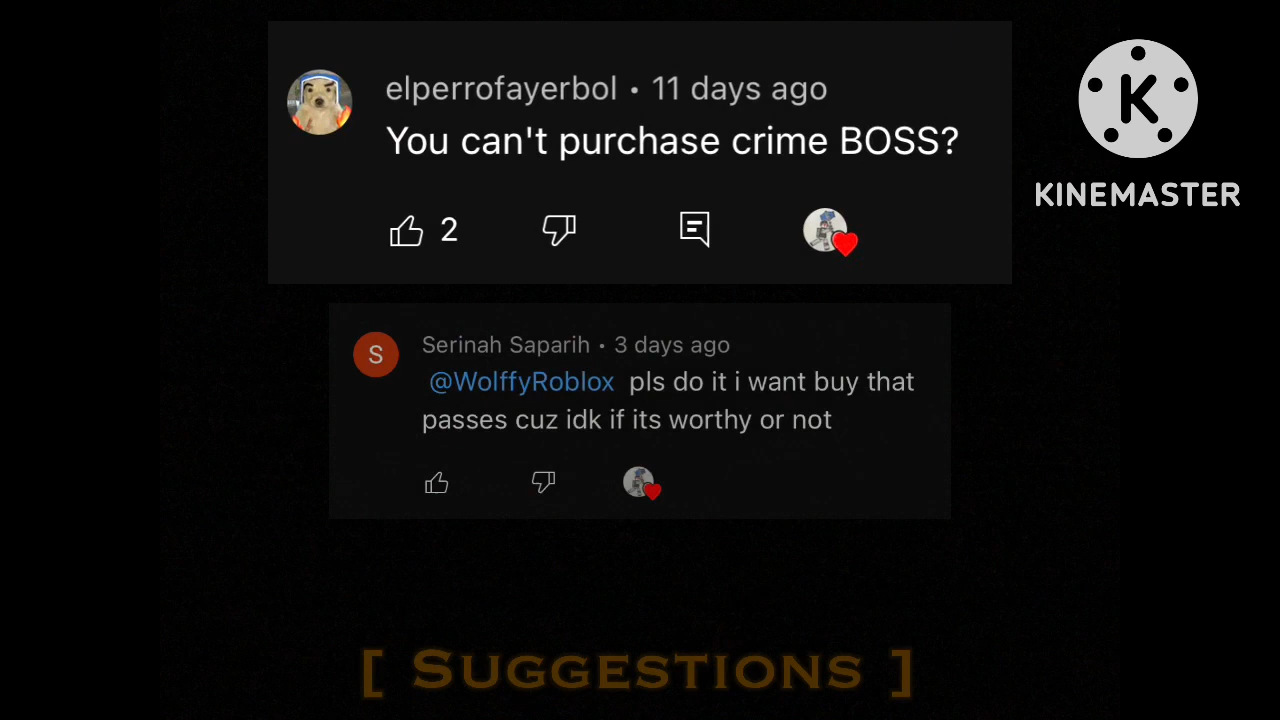 elperrofayerbol • 11 days ago
You can't purchase crime BOSS?
2
K
KINEMASTER
S
Serinah Saparih • 3 days ago
@WolffyRoblox pls do it i want buy that
passes cuz idk if its worthy or not
[ SUGGESTIONS ]